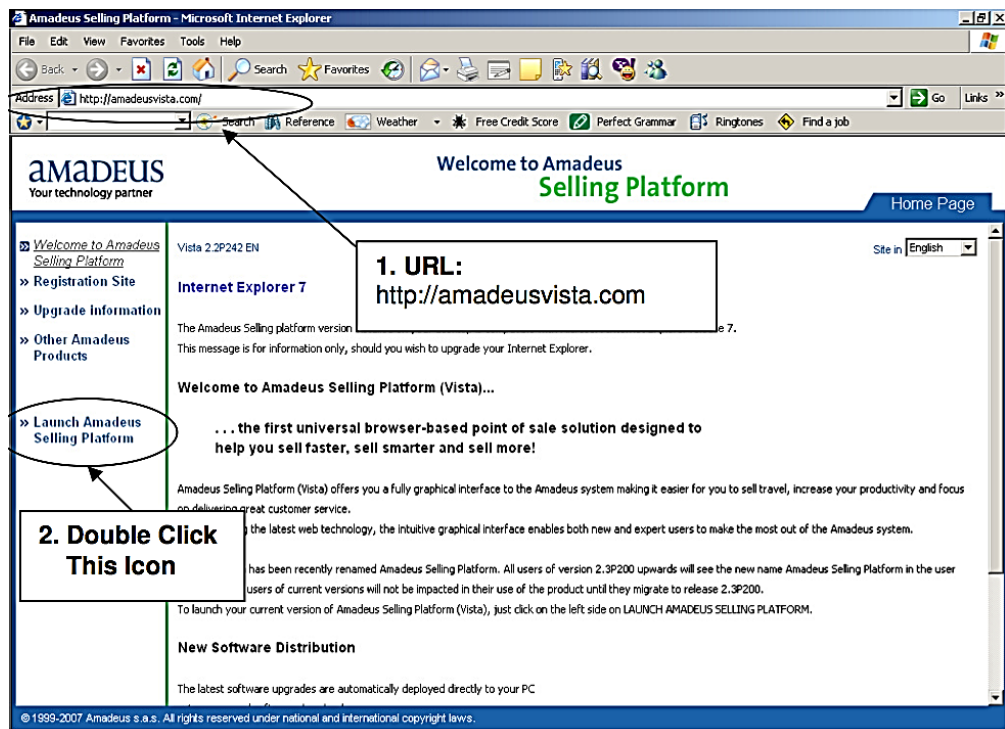 Amadeus Selling Platform - Microsoft Internet Explorer
File Edit View Favorites Tools Help
Back Search Favorites
Address http://amadeusvista.com/ Go Links »
Search Reference Weather Free Credit Score Perfect Grammar Ringtones Find a job
amadeus
Your technology partner
Welcome to Amadeus
Selling Platform
Home Page
Welcome to Amadeus
Selling Platform
» Registration Site
» Upgrade information
» Other Amadeus
Products
» Launch Amadeus
Selling Platform
2. Double Click
This Icon
Vista 2.2P242 EN
Site in English
1. URL:
http://amadeusvista.com
Internet Explorer 7
The Amadeus Selling platform version e 7.
This message is for information only, should you wish to upgrade your Internet Explorer.
Welcome to Amadeus Selling Platform (Vista)...
. . . the first universal browser-based point of sale solution designed to
help you sell faster, sell smarter and sell more!
Amadeus Selling Platform (Vista) offers you a fully graphical interface to the Amadeus system making it easier for you to sell travel, increase your productivity and focus
on delivering great customer service.
the latest web technology, the intuitive graphical interface enables both new and expert users to make the most out of the Amadeus system.
has been recently renamed Amadeus Selling Platform. All users of version 2.3P200 upwards will see the new name Amadeus Selling Platform in the user
users of current versions will not be impacted in their use of the product until they migrate to release 2.3P200.
To launch your current version of Amadeus Selling Platform (Vista), just click on the left side on LAUNCH AMADEUS SELLING PLATFORM.
New Software Distribution
The latest software upgrades are automatically deployed directly to your PC
© 1999-2007 Amadeus s.a.s. All rights reserved under national and international copyright laws.